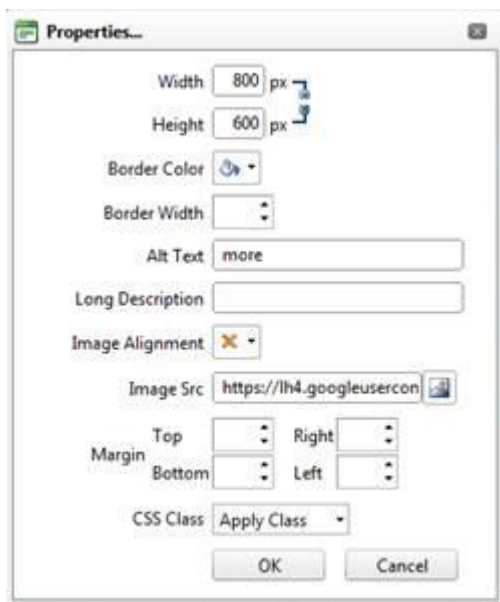 Properties...
Width 800 px
Height 600 px
Border Color
Border Width
Alt Text more
Long Description
Image Alignment
Image Src https://lh4.googleusercon
Top Right
Margin
Bottom Left
CSS Class Apply Class
OK Cancel